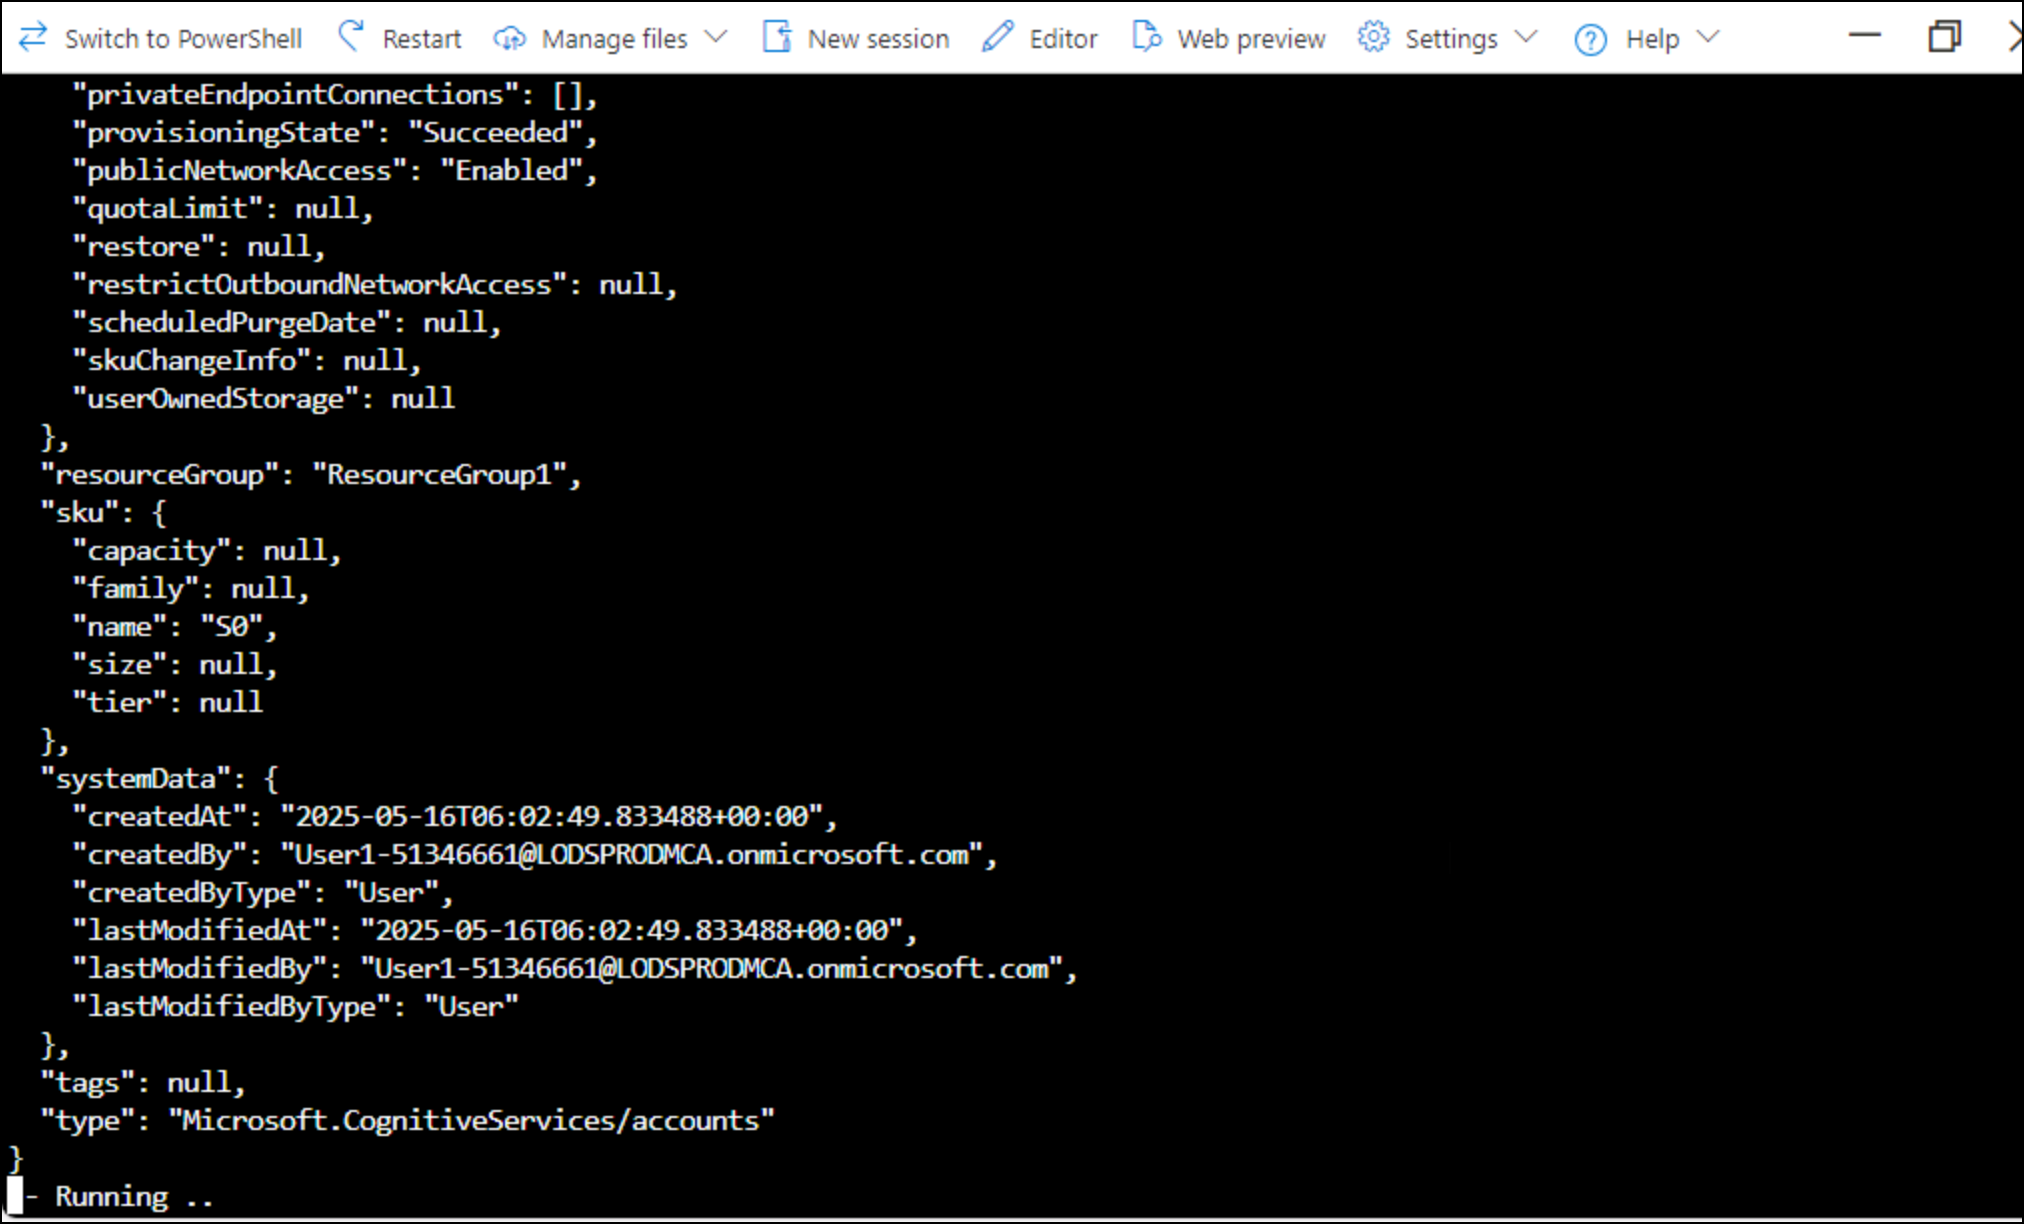 Switch to PowerShell Restart Manage files New session Editor Web preview Settings Help
"privateEndpointConnections": [],
"provisioningState": "Succeeded",
"publicNetworkAccess": "Enabled",
"quotaLimit": null,
"restore": null,
"restrictOutboundNetworkAccess": null,
"scheduledPurgeDate": null,
"skuChangeInfo": null,
"userOwnedStorage": null
},
"resourceGroup": "ResourceGroup1",
"sku": {
"capacity": null,
"family": null,
"name": "S0",
"size": null,
"tier": null
},
"systemData": {
"createdAt": "2025-05-16T06:02:49.833488+00:00",
"createdBy": "User1-51346661@LODSPRODMCA.onmicrosoft.com",
"createdByType": "User",
"lastModifiedAt": "2025-05-16T06:02:49.833488+00:00",
"lastModifiedBy": "User1-51346661@LODSPRODMCA.onmicrosoft.com",
"lastModifiedByType": "User"
},
"tags": null,
"type": "Microsoft.CognitiveServices/accounts"
}
- Running ..